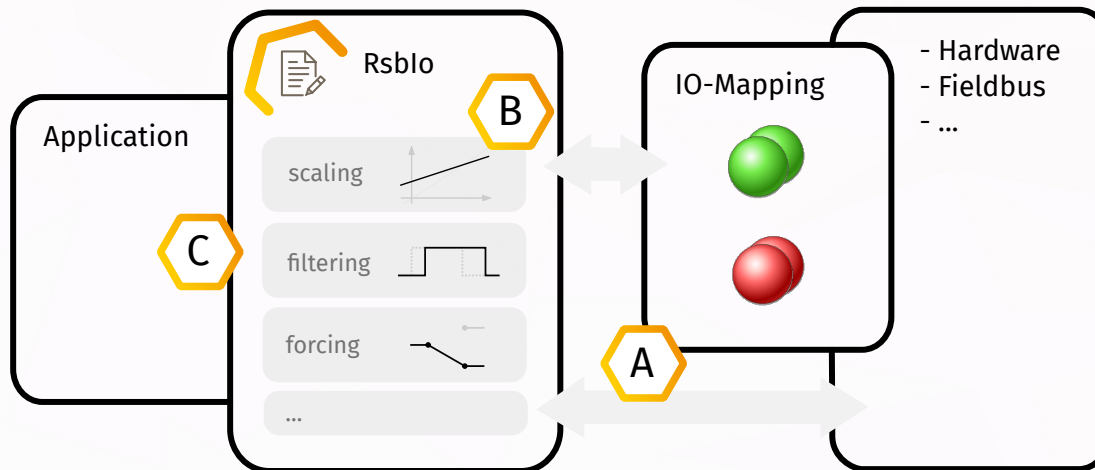 Application
RsbIo
B
scaling
C
filtering
forcing
...
IO-Mapping
A
- Hardware
- Fieldbus
- ...